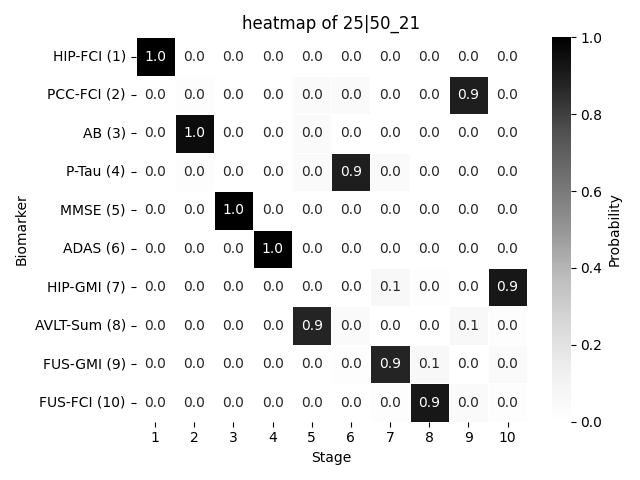 heatmap of 25|50_21
HIP-FCI (1) 1.0 0.0 0.0 0.0 0.0 0.0 0.0 0.0 0.0 0.0
PCC-FCI (2) 0.0 0.0 0.0 0.0 0.0 0.0 0.0 0.0 0.9 0.0
AB (3) 0.0 1.0 0.0 0.0 0.0 0.0 0.0 0.0 0.0 0.0
P-Tau (4) 0.0 0.0 0.0 0.0 0.0 0.9 0.0 0.0 0.0 0.0
MMSE (5) 0.0 0.0 1.0 0.0 0.0 0.0 0.0 0.0 0.0 0.0
ADAS (6) 0.0 0.0 0.0 1.0 0.0 0.0 0.0 0.0 0.0 0.0
HIP-GMI (7) 0.0 0.0 0.0 0.0 0.0 0.0 0.1 0.0 0.0 0.9
AVLT-Sum (8) 0.0 0.0 0.0 0.0 0.9 0.0 0.0 0.0 0.1 0.0
FUS-GMI (9) 0.0 0.0 0.0 0.0 0.0 0.0 0.9 0.1 0.0 0.0
FUS-FCI (10) 0.0 0.0 0.0 0.0 0.0 0.0 0.0 0.9 0.0 0.0
1 2 3 4 5 6 7 8 9 10
Stage
Biomarker
1.0
0.8
0.6
0.4
0.2
0.0
Probability